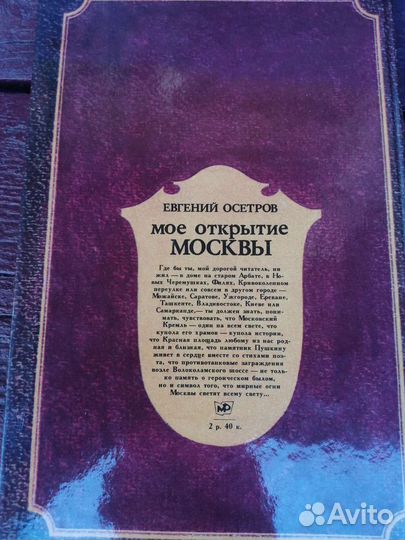 ЕВГЕНИЙ ОСЕТРОВ
мое открытие
МОСКВЫ
Где бы ты, мой дорогой читатель, ни
жил — в доме на старом Арбате, в Но-
вых Черемушках, Филях, Кривоколенном
переулке или совсем в другом городе —
Можайске, Саратове, Ужгороде, Ереване,
Ташкенте, Владивостоке, Киеве или
Самарканде,— ты должен знать, пони-
мать, чувствовать, что Московский
Кремль — один на всем свете, что
купола его храмов — купола истории,
что Красная площадь любому из нас род-
ная и близкая, что памятник Пушкину
живет в сердце вместе со стихами поэ-
та, что противотанковые заграждения
возле Волоколамского шоссе — не толь-
ко память о героическом былом,
но и символ того, что мирные огни
Москвы светят всему свету...
МР
2 р. 40 к.
Avito